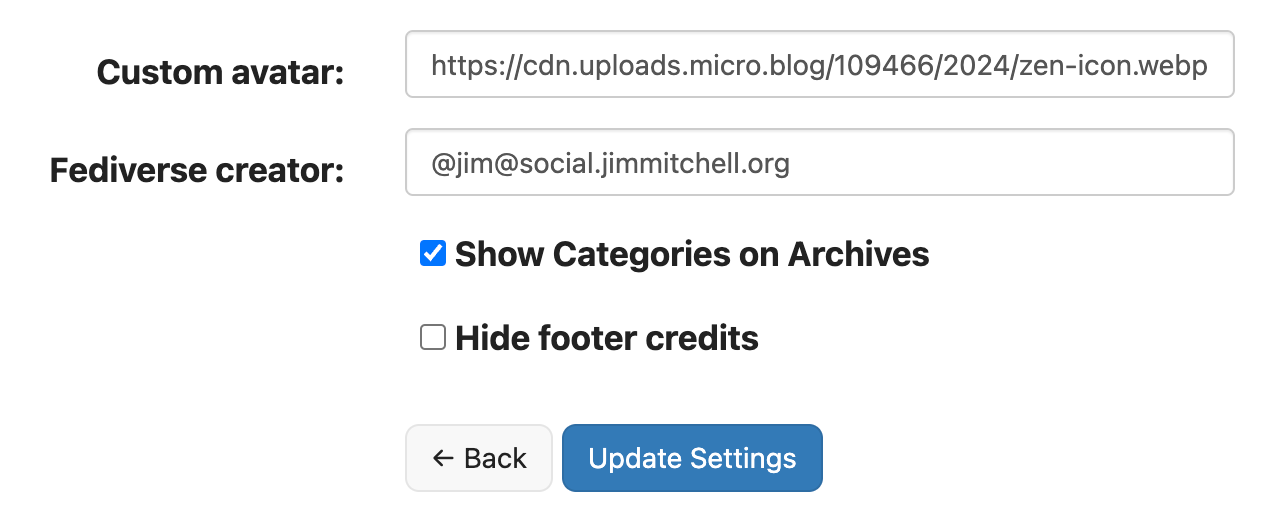 Custom avatar: https://cdn.uploads.micro.blog/109466/2024/zen-icon.webp
Fediverse creator: @jim@social.jimmitchell.org
Show Categories on Archives
Hide footer credits
← Back Update Settings